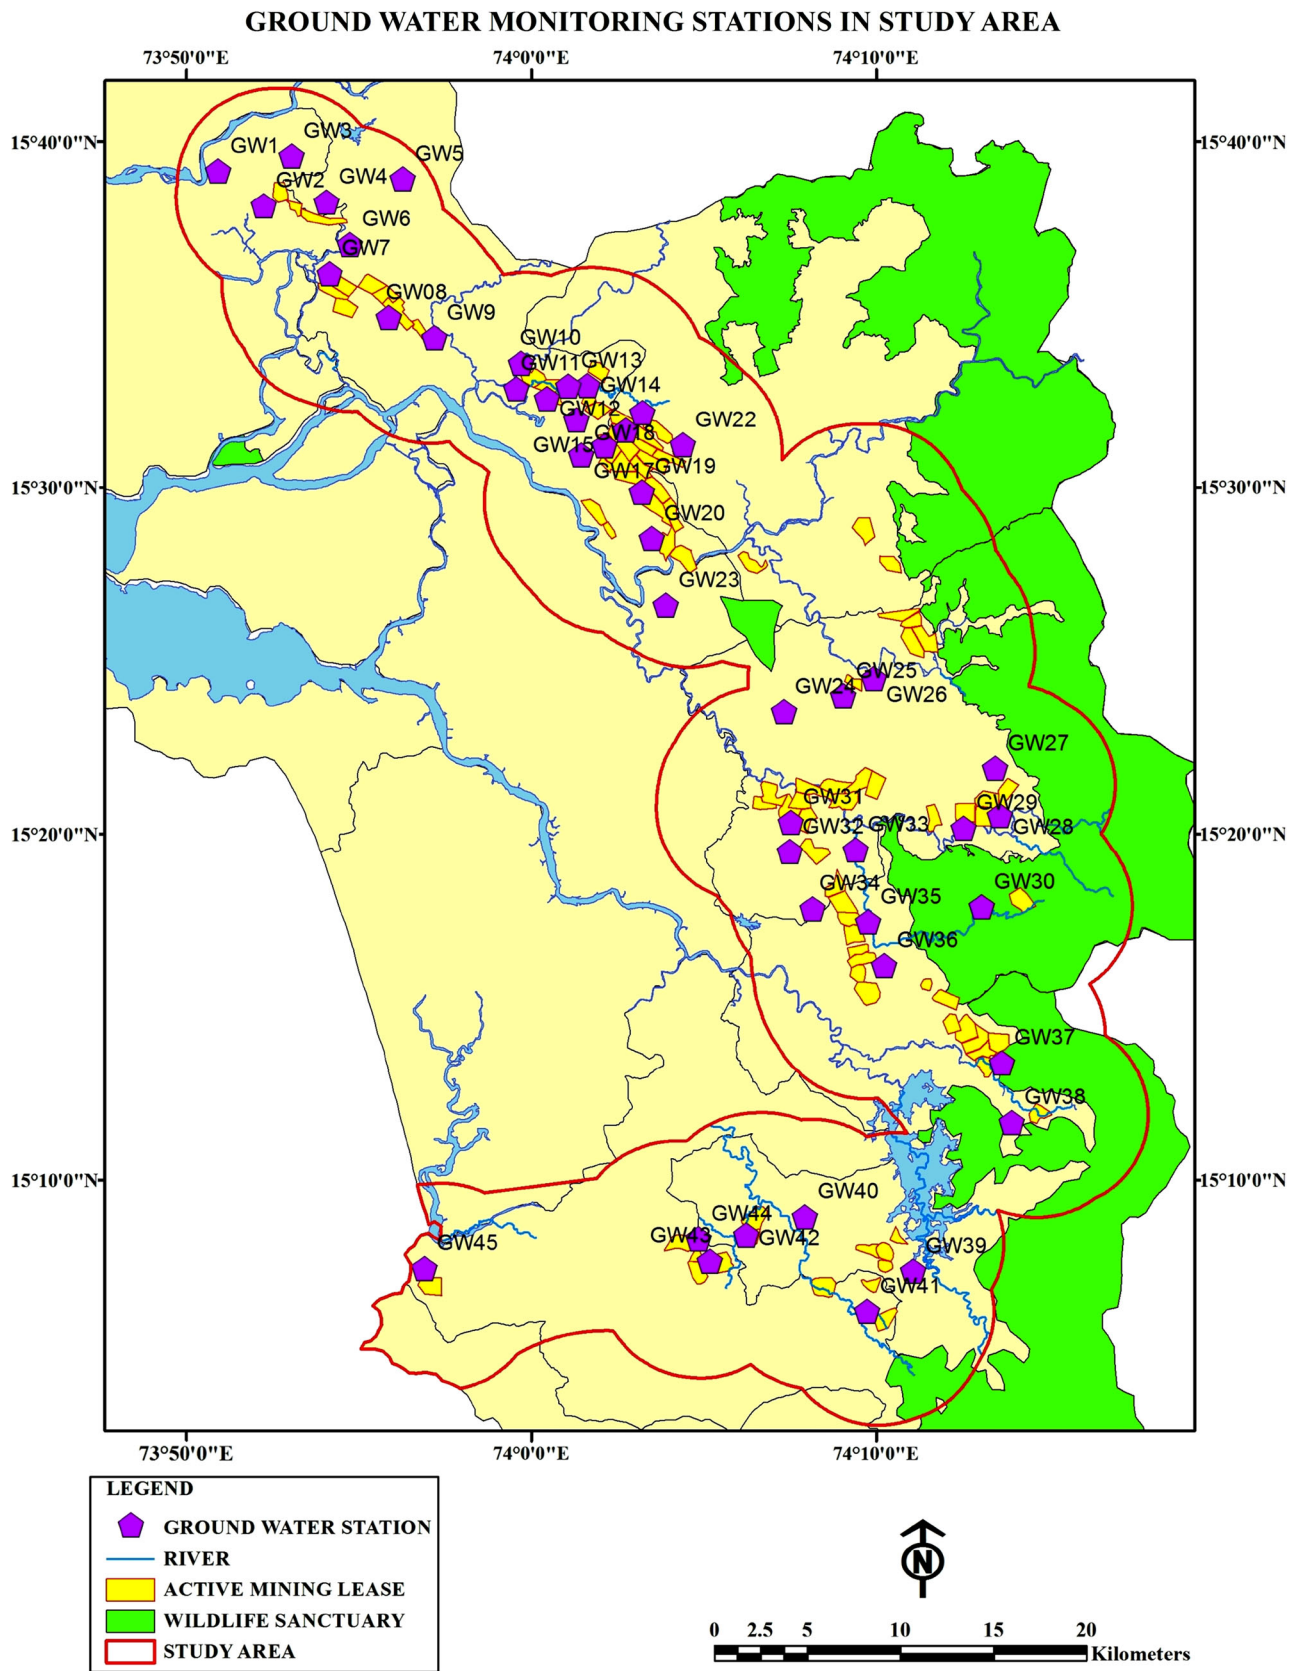 GROUND WATER MONITORING STATIONS IN STUDY AREA
73°50'0"E 74°0'0"E 74°10'0"E
15°40'0"N 15°40'0"N
GW3
GW1
GW5
GW2 GW4
GW6
GW7
GW08
GW9
GW10
GW11 GW13
GW14
GW12
GW22
GW18
GW15
GW17 GW19
15°30'0"N 15°30'0"N
GW20
GW23
GW25
GW24
GW26
GW27
GW31 GW29
GW32 GW33 GW28
15°20'0"N 15°20'0"N
GW34 GW30
GW35
GW36
GW37
GW38
15°10'0"N 15°10'0"N
GW40
GW44
GW43 GW42
GW45 GW39
GW41
73°50'0"E 74°0'0"E 74°10'0"E
LEGEND
GROUND WATER STATION
RIVER
ACTIVE MINING LEASE
WILDLIFE SANCTUARY
STUDY AREA
N
0 2.5 5 10 15 20
Kilometers